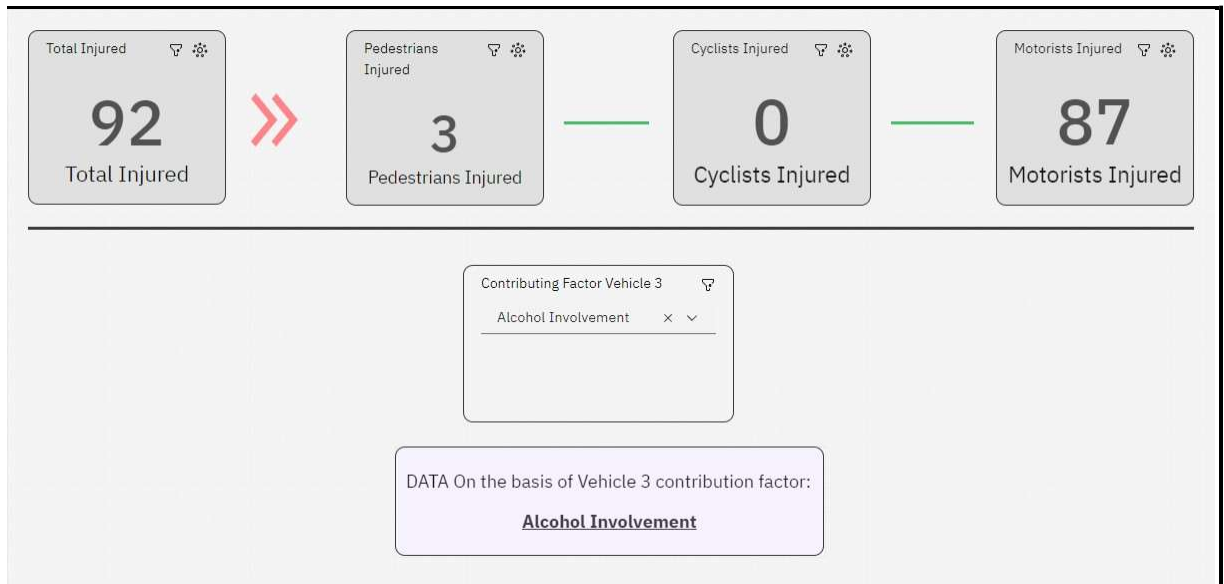 Total Injured
92
Total Injured
Pedestrians
Injured
3
Pedestrians Injured
Cyclists Injured
0
Cyclists Injured
Motorists Injured
87
Motorists Injured
Contributing Factor Vehicle 3
Alcohol Involvement
DATA On the basis of Vehicle 3 contribution factor:
Alcohol Involvement